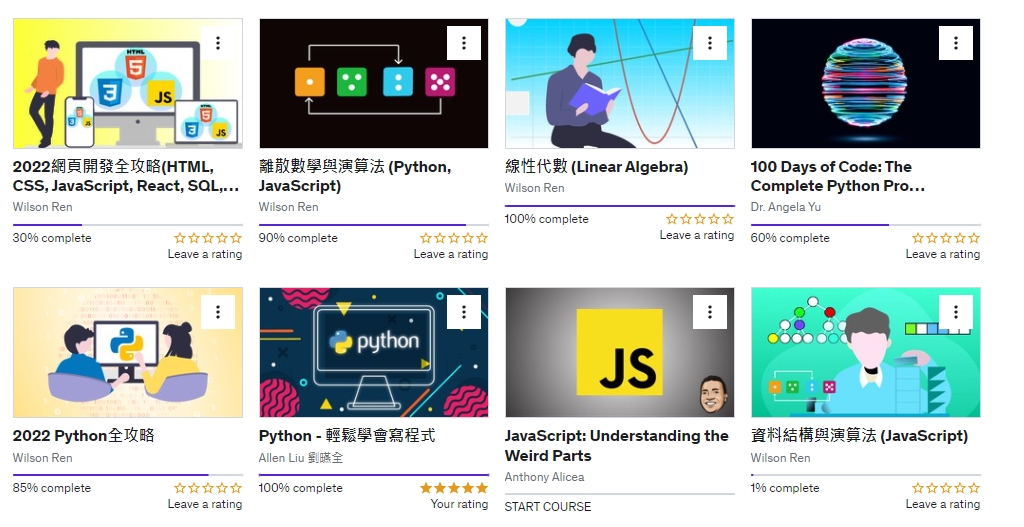 HTML
JS
HTML
JS
HTML
JS
2022網頁開發全攻略(HTML,
CSS, JavaScript, React, SQL,...
Wilson Ren
30% complete
Leave a rating
離散數學與演算法 (Python,
JavaScript)
Wilson Ren
90% complete
Leave a rating
線性代數 (Linear Algebra)
Wilson Ren
100% complete
Leave a rating
100 Days of Code: The
Complete Python Pro...
Dr. Angela Yu
60% complete
Leave a rating
2022 Python全攻略
Wilson Ren
85% complete
Leave a rating
python
Python - 輕鬆學會寫程式
Allen Liu 劉曦全
100% complete
Your rating
JS
JavaScript: Understanding the
Weird Parts
Anthony Alicea
START COURSE
資料結構與演算法 (JavaScript)
Wilson Ren
1% complete
Leave a rating